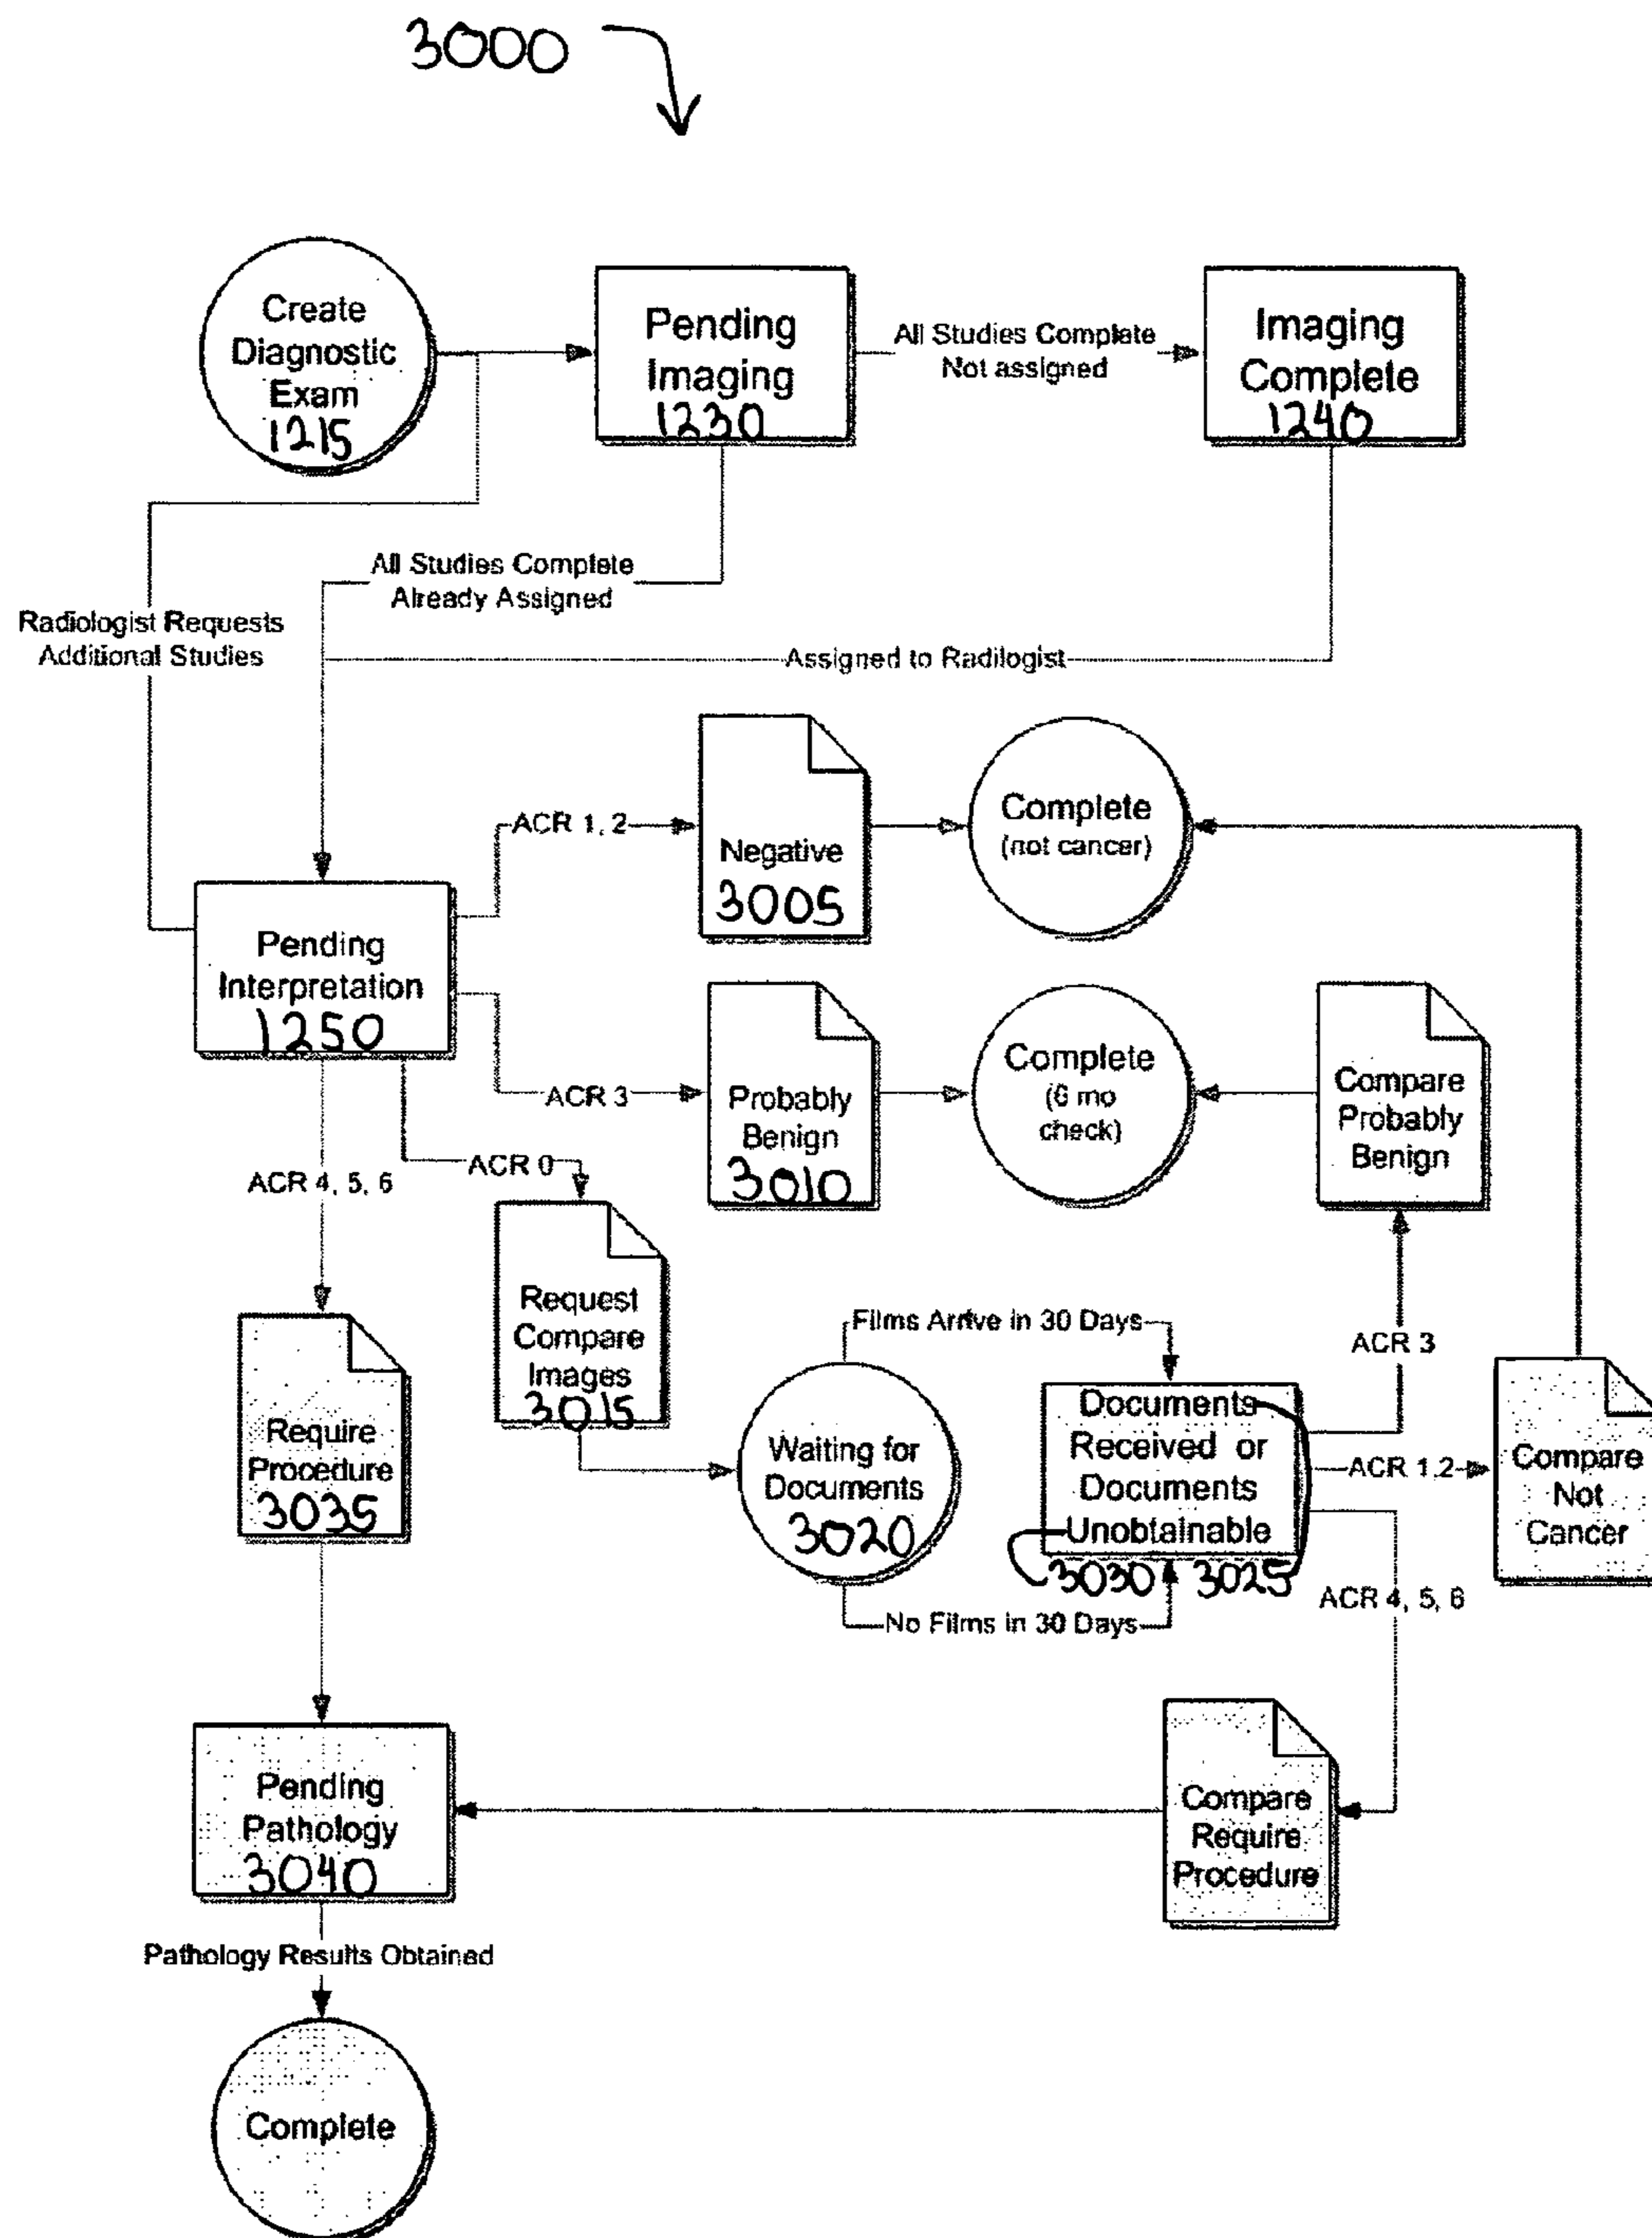 3000
Create
Diagnostic
Exam
1215
Pending
Imaging
1230
All Studies Complete
Not assigned
Imaging
Complete
1240
All Studies Complete
Already Assigned
Radiologist Requests
Additional Studies
Assigned to Radilogist
ACR 1, 2
Negative
3005
Complete
(not cancer)
Pending
Interpretation
1250
ACR 3
Probably
Benign
3010
Complete
(6 mo
check)
Compare
Probably
Benign
ACR 4, 5, 6
ACR 0
Request
Compare
Images
3015
Films Arrive in 30 Days
ACR 3
Require
Procedure
3035
Waiting for
Documents
3020
Documents
Received or
Documents
Unobtainable
3030 3025
ACR 1,2
Compare
Not
Cancer
No Films in 30 Days
ACR 4, 5, 6
Pending
Pathology
3040
Compare
Require
Procedure
Pathology Results Obtained
Complete